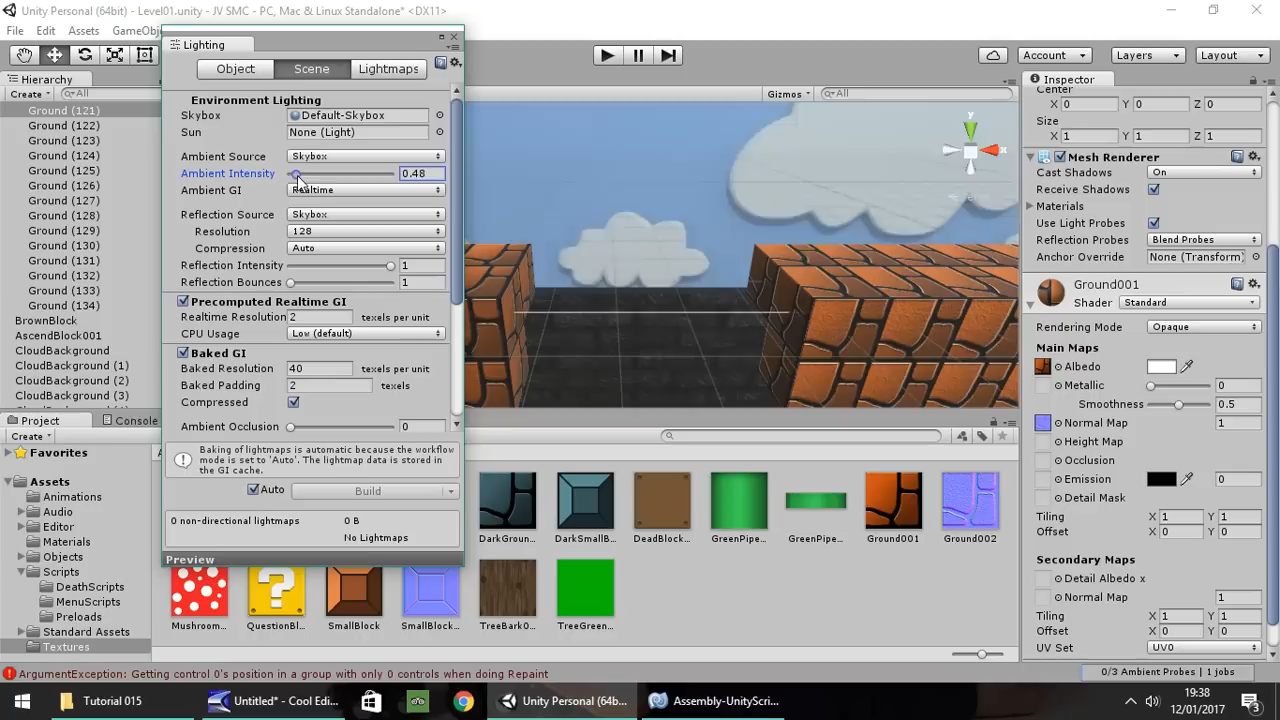 Unity Personal (64bit) - Level01.unity - JV SMC - PC, Mac & Linux Standalone* <DX11>
File Edit Assets GameObj
Account Layers Layout
Hierarchy
Create All
Ground (121)
Ground (122)
Ground (123)
Ground (124)
Ground (125)
Ground (126)
Ground (127)
Ground (128)
Ground (129)
Ground (130)
Ground (131)
Ground (132)
Ground (133)
Ground (134)
BrownBlock
AscendBlock001
CloudBackground
CloudBackground (1)
CloudBackground (2)
CloudBackground (3)
Lighting
Object Scene Lightmaps
Environment Lighting
Skybox Default-Skybox
Sun None (Light)
Ambient Source Skybox
Ambient Intensity 0.48
Ambient GI Realtime
Reflection Source Skybox
Resolution 128
Compression Auto
Reflection Intensity 1
Reflection Bounces 1
Precomputed Realtime GI
Realtime Resolution 2 texels per unit
CPU Usage Low (default)
Baked GI
Baked Resolution 40 texels per unit
Baked Padding 2 texels
Compressed
Ambient Occlusion 0
Baking of lightmaps is automatic because the workflow
mode is set to 'Auto'. The lightmap data is stored in
the GI cache.
Auto Build
0 non-directional lightmaps 0 B
No Lightmaps
Preview
Gizmos All
y
x
Inspector
Center
X 0 Y 0 Z 0
Size
X 1 Y 1 Z 1
Mesh Renderer
Cast Shadows On
Receive Shadows
Materials
Use Light Probes
Reflection Probes Blend Probes
Anchor Override None (Transform)
Ground001
Shader Standard
Rendering Mode Opaque
Main Maps
Albedo
Metallic 0
Smoothness 0.5
Normal Map 1
Height Map
Occlusion
Emission 0
Detail Mask
Tiling X 1 Y 1
Offset X 0 Y 0
Secondary Maps
Detail Albedo x
Normal Map 1
Tiling X 1 Y 1
Offset X 0 Y 0
UV Set UV0
Project Console
Create
Favorites
Assets
Animations
Audio
Editor
Materials
Objects
Scripts
DeathScripts
MenuScripts
Preloads
Standard Assets
Textures
DarkGroun... DarkSmallB... DeadBlock... GreenPipe... GreenPipe... Ground001 Ground002
Mushroom... QuestionBl... SmallBlock SmallBlock... TreeBark0... TreeGreen...
ArgumentException: Getting control 0's position in a group with only 0 controls when doing Repaint
0/3 Ambient Probes | 1 jobs
Tutorial 015 Untitled* - Cool Edi... Unity Personal (64b... Assembly-UnityScri...
19:38
12/01/2017
3